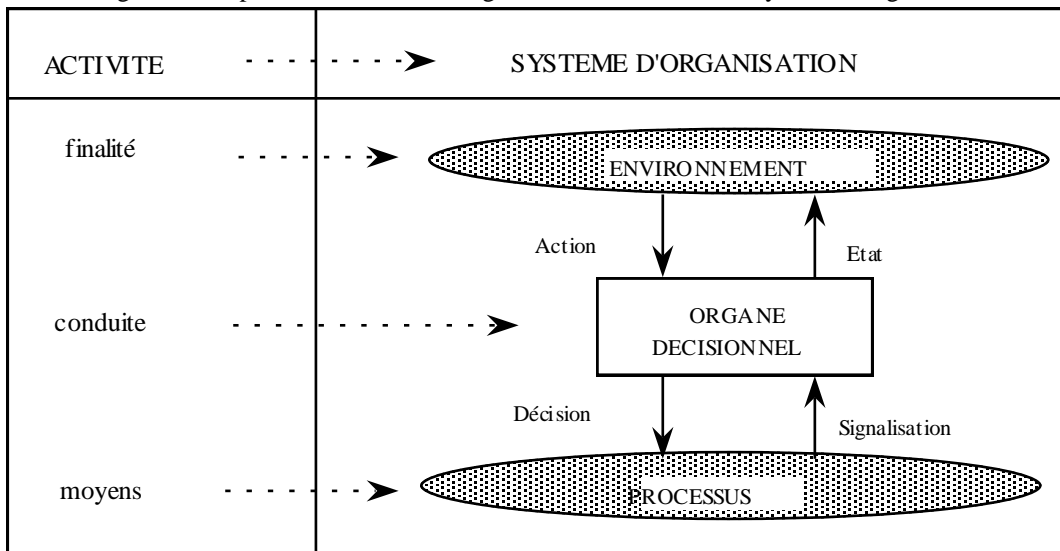 ACTIVITE
SYSTEME D'ORGANISATION
finalité
ENVIRONNEMENT
Action
Etat
conduite
ORGANE
DECISIONNEL
Décision
Signalisation
moyens
PROCESSUS